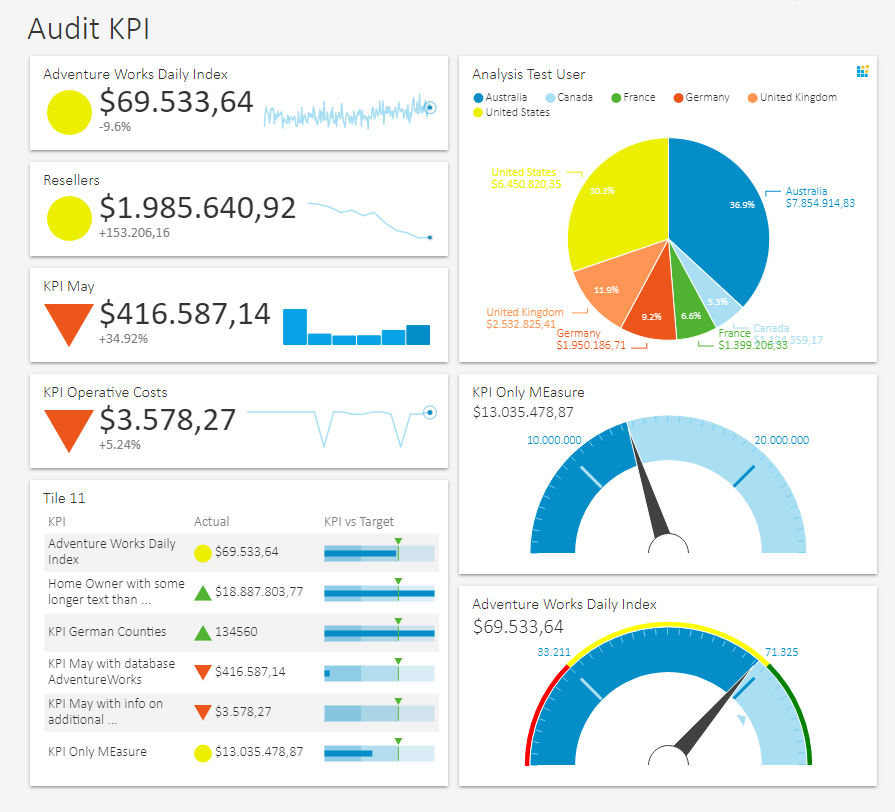 Audit KPI
Adventure Works Daily Index
$69.533,64
-9.6%
Resellers
$1.985.640,92
+153.206,16
KPI May
$416.587,14
+34.92%
KPI Operative Costs
$3.578,27
+5.24%
Tile 11
KPI Actual KPI vs Target
Adventure Works Daily
Index
$69.533,64
Home Owner with some
longer text than ...
$18.887.803,77
KPI German Counties
134560
KPI May with database
AdventureWorks
$416.587,14
KPI May with info on
additional ...
$3.578,27
KPI Only MEasure
$13.035.478,87
Analysis Test User
Australia Canada France Germany United Kingdom
United States
United States
$6.450.820,35
30.3%
36.9%
Australia
$7.854.914,83
11.9%
9.2%
6.6%
5.3%
United Kingdom
$2.532.825,41
Germany
$1.950.186,71
France
$1.399.206,33
Canada
KPI Only MEasure
$13.035.478,87
10.000.000 20.000.000
Adventure Works Daily Index
$69.533,64
33.211 71.325